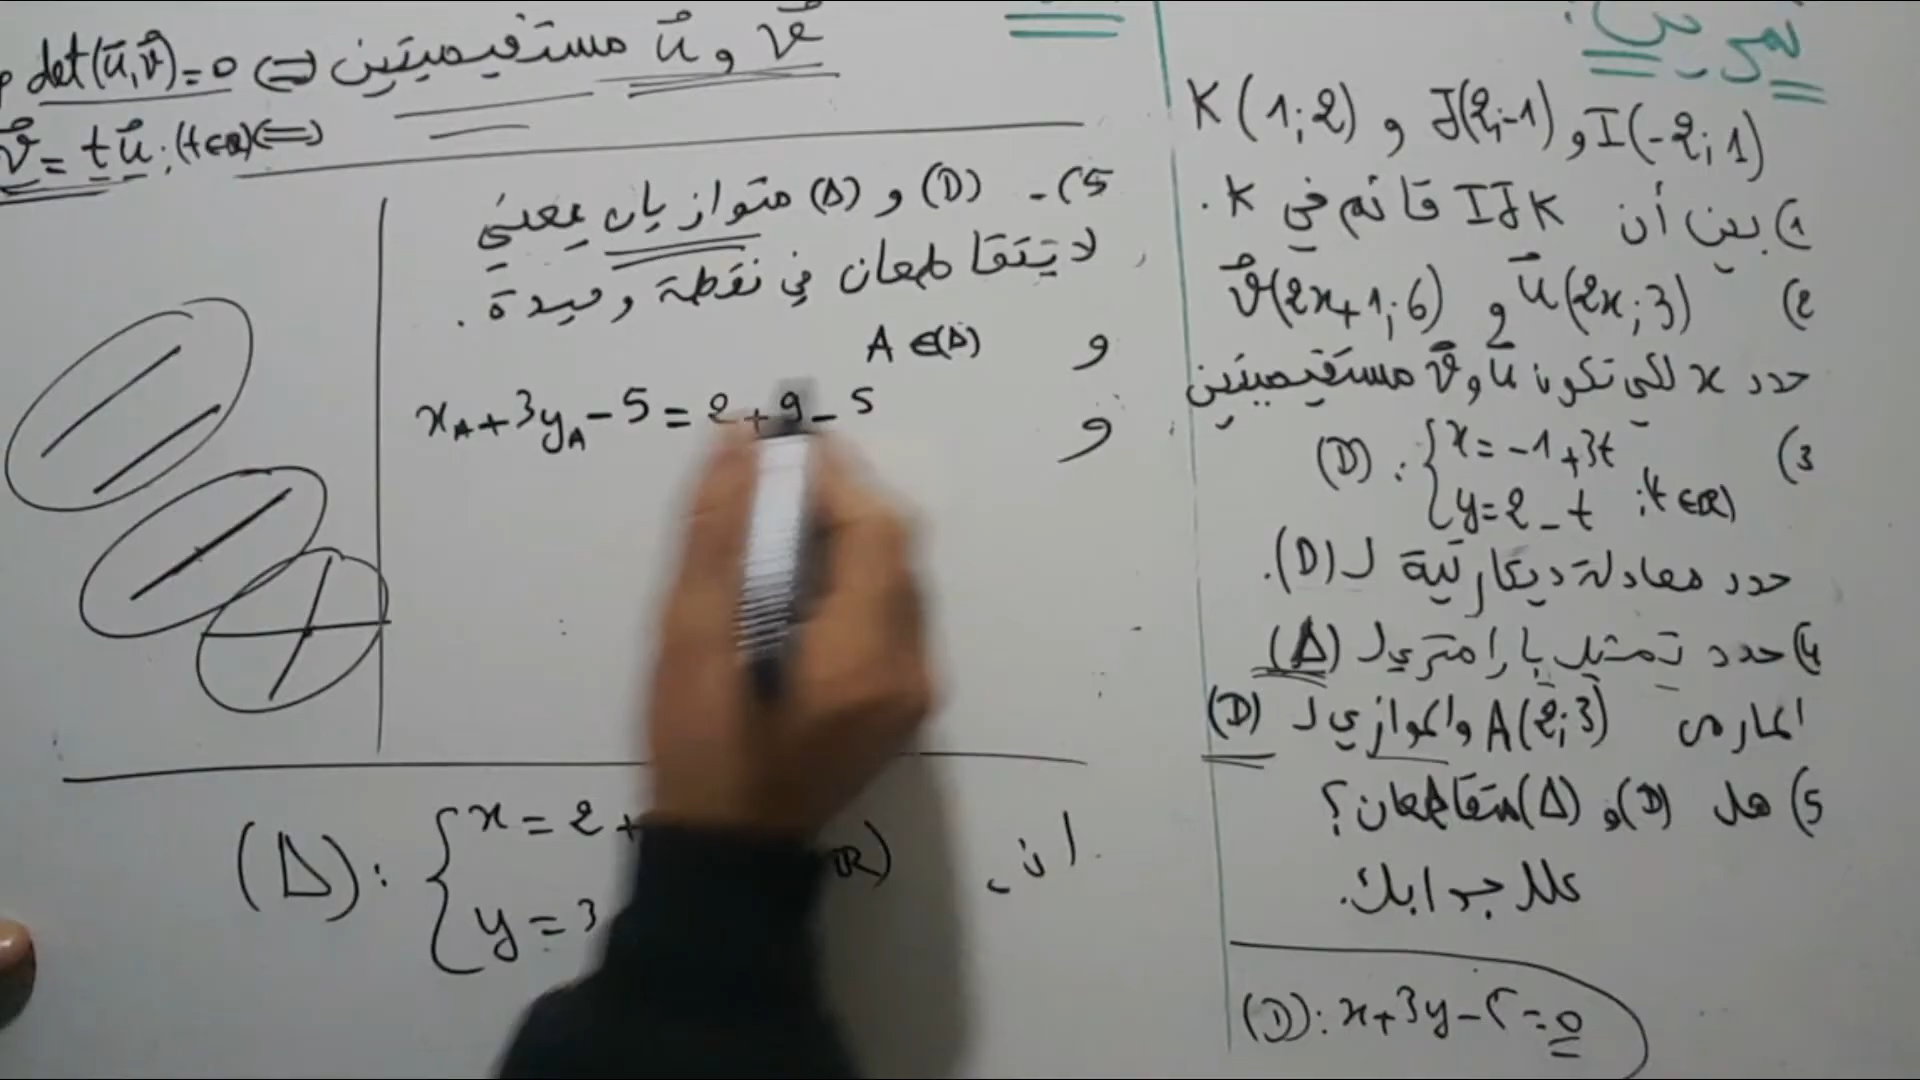 تمرين:
K(1;2) و J(2;-1) و I(-2;1)
1) بين أن IJK قائم في K.
2) u(2x;3) و v(2x+1;6)
حدد x لكي تكون u و v مستقيميتين
3) (D): { x = -1+3t
y = 2-t ; (t∈ℝ)
حدد معادلة ديكارتية لـ (D).
4) حدد تمثيل بارامتري لـ (Δ)
المار من A(2;3) والموازي لـ (D)
5) هل (D) و (Δ) متقاطعان؟
علل جوابك.
(D): x+3y-5=0
det(u,v)=0 ⇔ u و v مستقيميتين
v = tu ; (t∈ℝ) ⇔
5)- (D) و (Δ) متوازيان يعني
لا يتقاطعان في نقطة وحيدة.
و A∈(Δ)
و x_A+3y_A-5 = 2+9-5
إذن
(Δ): { x = 2+ ℝ)
y = 3